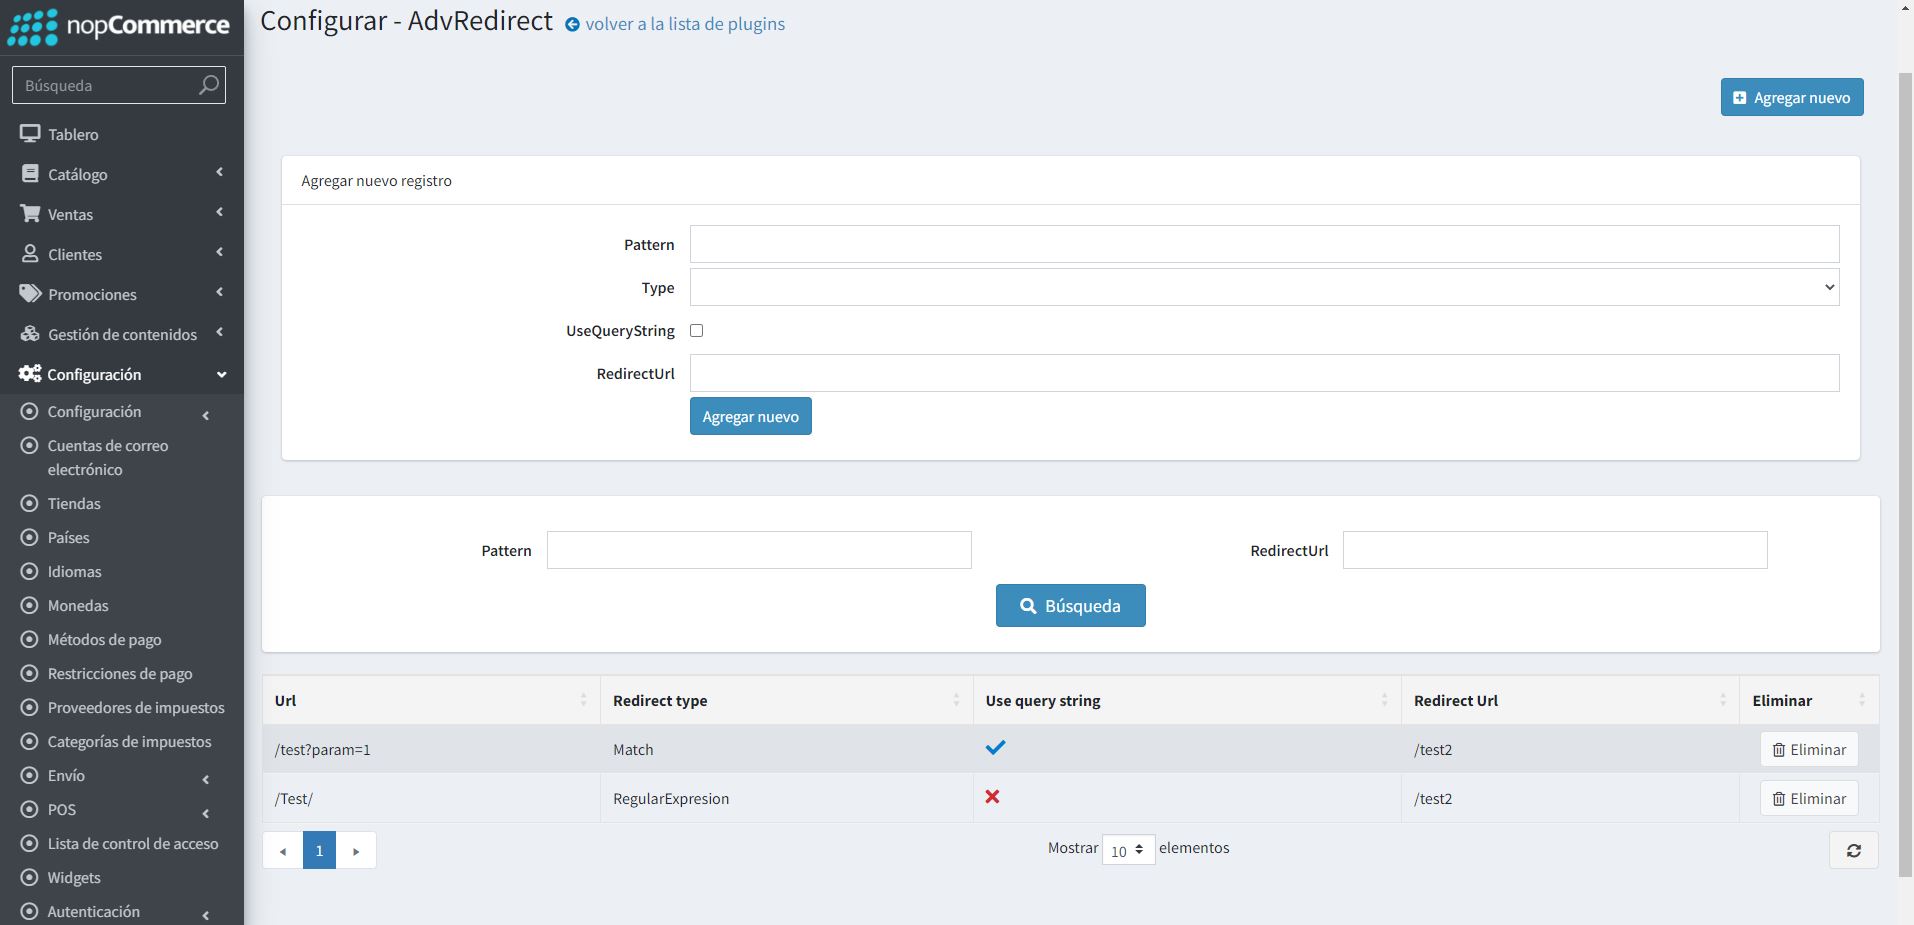 nopCommerce
Configurar - AdvRedirect volver a la lista de plugins
Búsqueda
Tablero
Catálogo
Ventas
Clientes
Promociones
Gestión de contenidos
Configuración
Configuración
Cuentas de correo
electrónico
Tiendas
Países
Idiomas
Monedas
Métodos de pago
Restricciones de pago
Proveedores de impuestos
Categorías de impuestos
Envío
POS
Lista de control de acceso
Widgets
Autenticación
Agregar nuevo
Agregar nuevo registro
Pattern
Type
UseQueryString
RedirectUrl
Agregar nuevo
Pattern RedirectUrl
Búsqueda
Url Redirect type Use query string Redirect Url Eliminar
/test?param=1 Match /test2 Eliminar
/Test/ RegularExpresion /test2 Eliminar
1 Mostrar 10 elementos